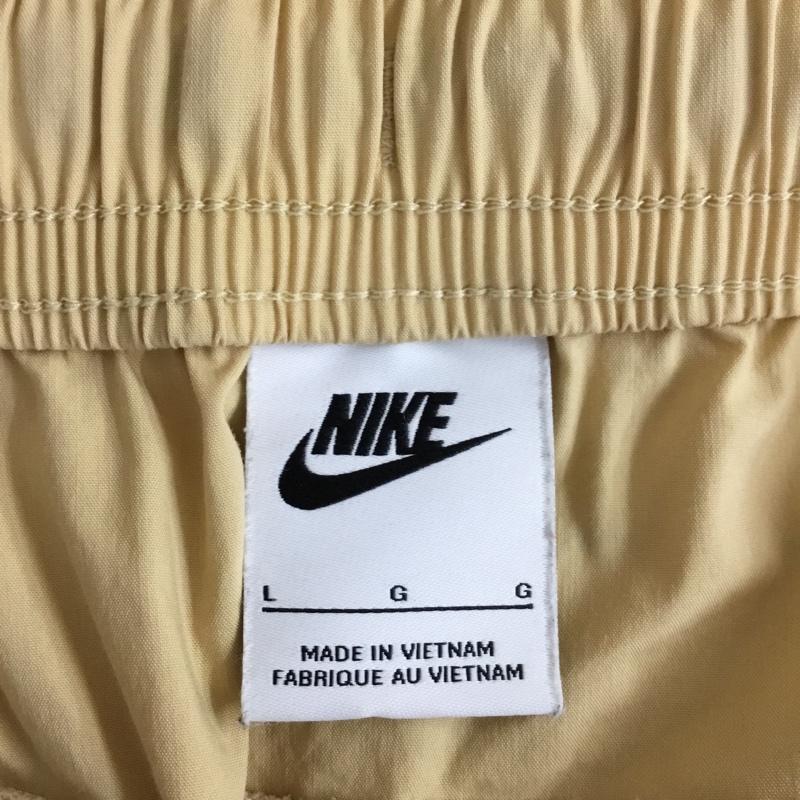 NIKE
L G G
MADE IN VIETNAM
FABRIQUE AU VIETNAM